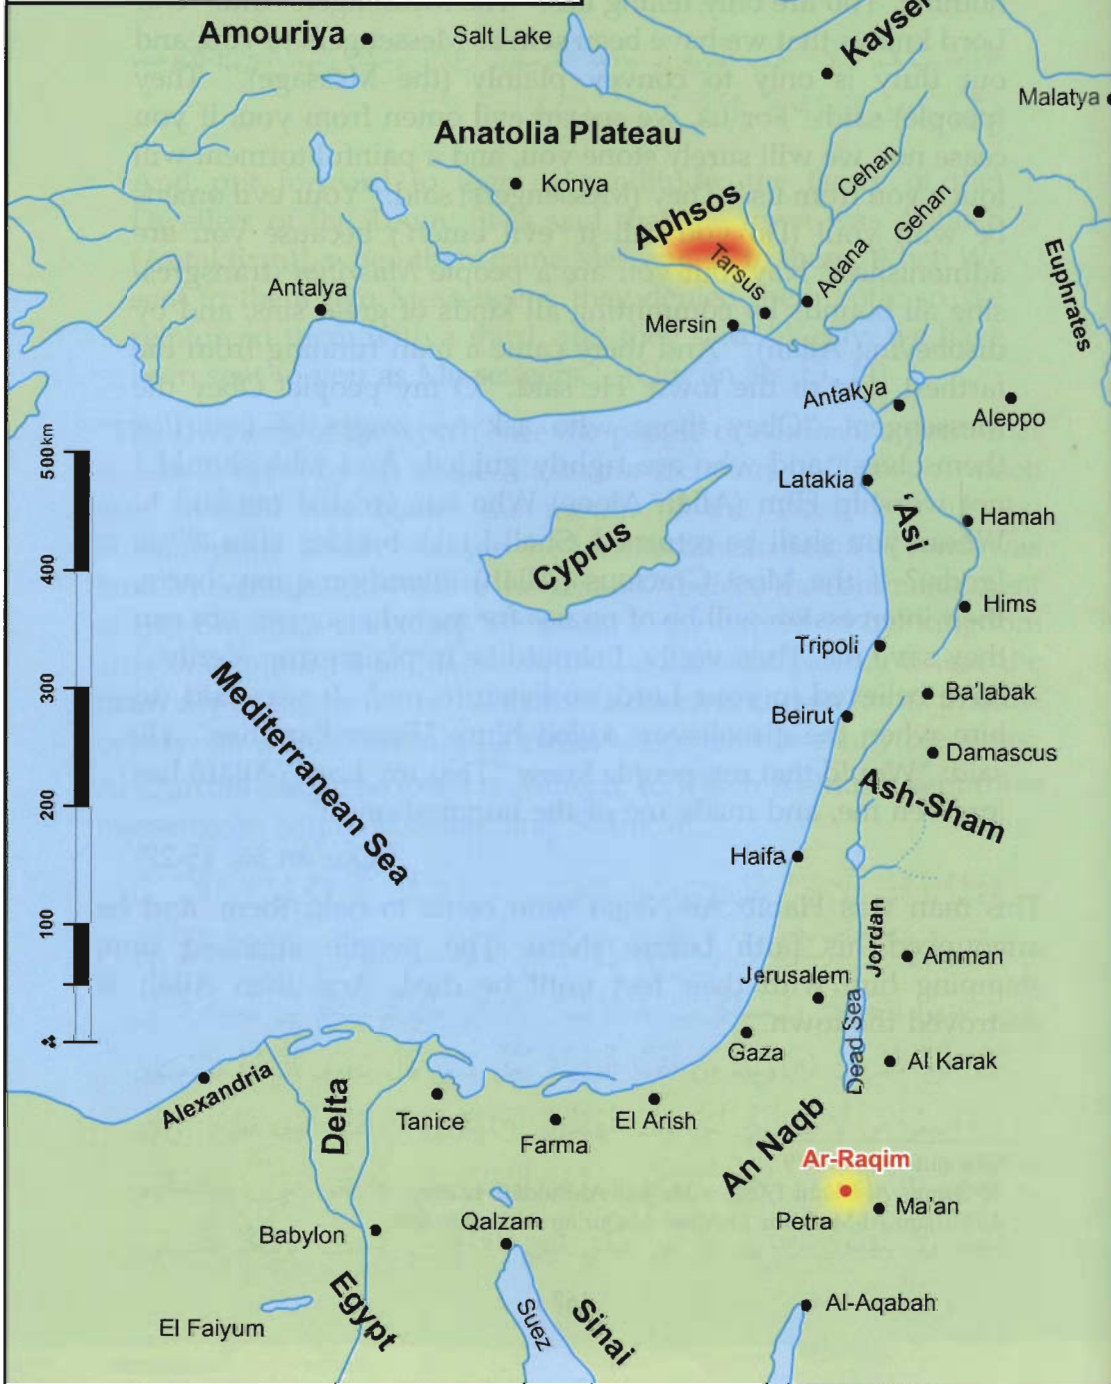 Amouriya
Salt Lake
Kayser
Malatya
Anatolia Plateau
Konya
Cehan
Gehan
Aphsos
Tarsus
Adana
Euphrates
Antalya
Mersin
Antakya
Aleppo
500 km
Latakia
'Asi
Hamah
Cyprus
400
Hims
Tripoli
300
Mediterranean Sea
Ba'labak
Beirut
Damascus
Ash-Sham
200
Haifa
100
Jordan
Amman
Jerusalem
Dead Sea
Gaza
Al Karak
Alexandria
Delta
Tanice
Farma
El Arish
An Naqb
Ar-Raqim
Petra
Ma'an
Babylon
Qalzam
Egypt
Suez
Sinai
Al-Aqabah
El Faiyum